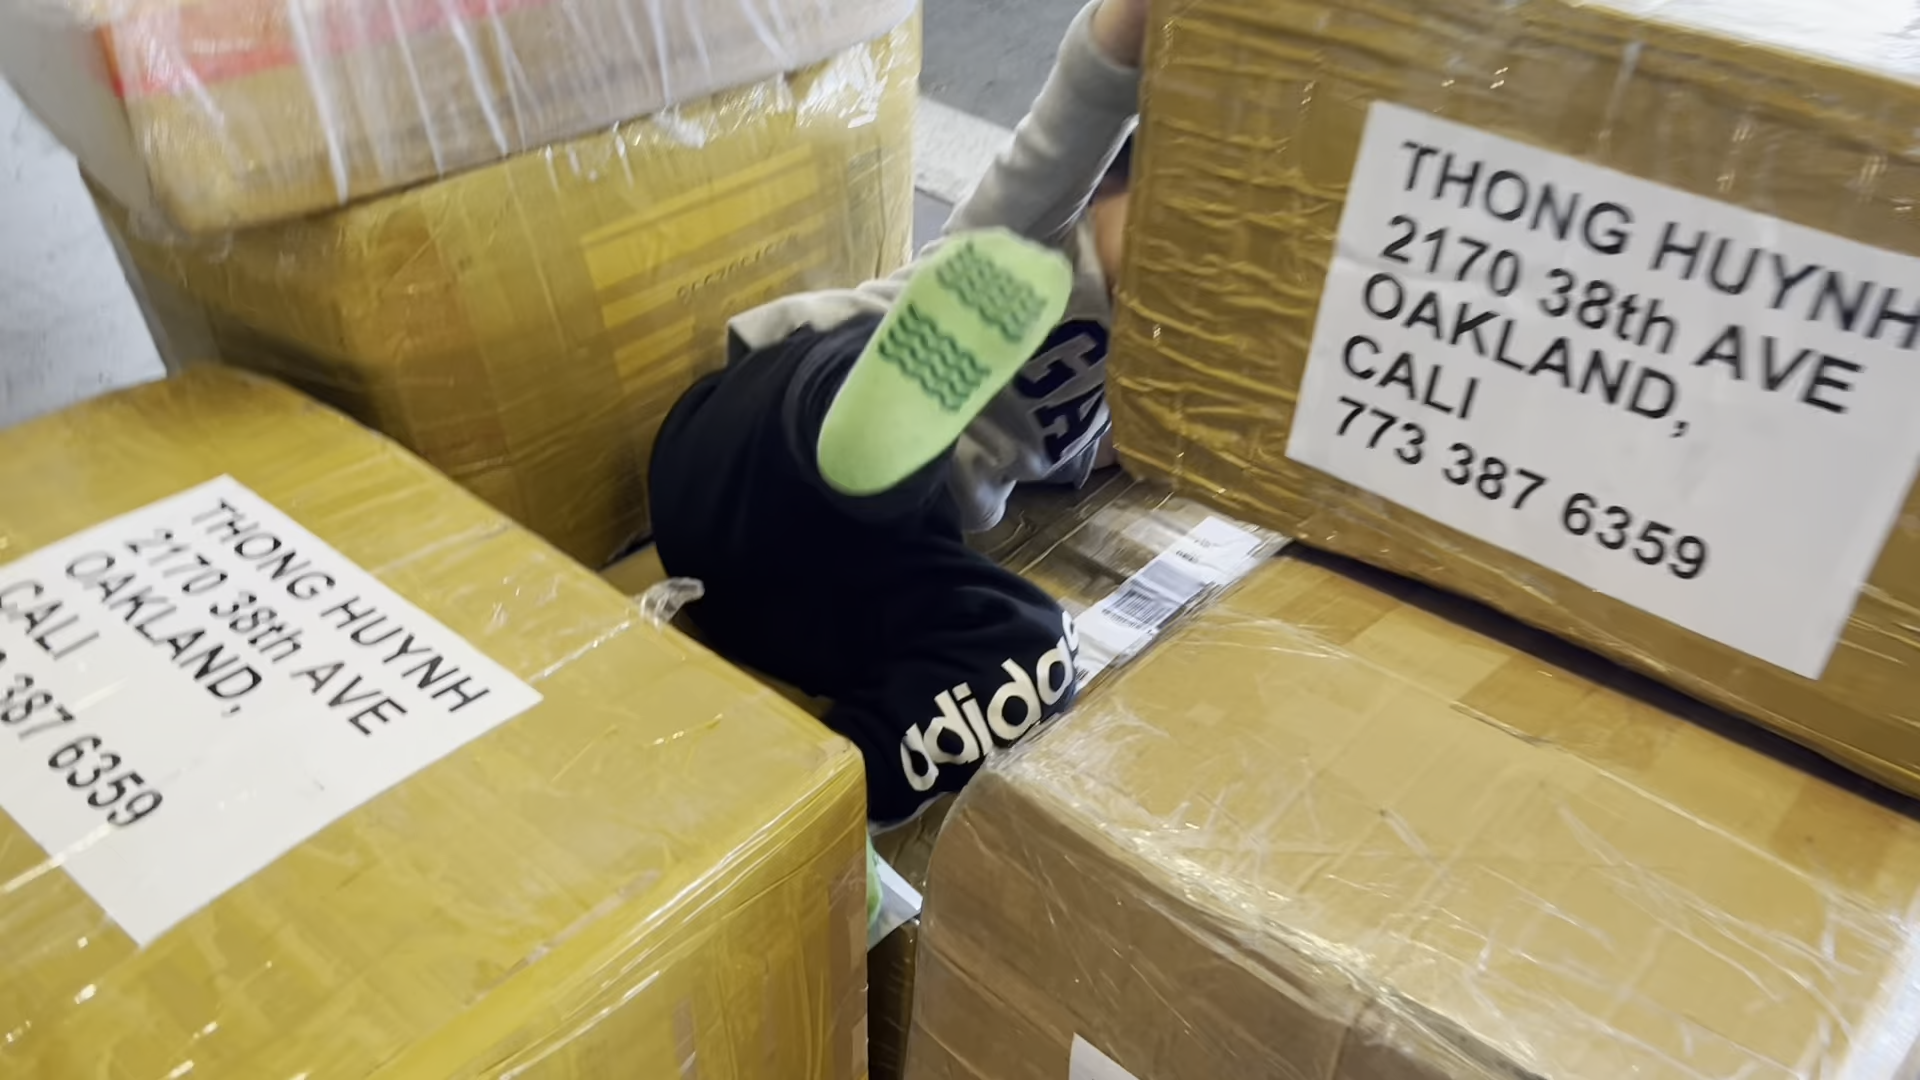 THONG HUYNH
2170 38th AVE
OAKLAND,
CALI
773 387 6359
THONG HUYNH
2170 38th AVE
OAKLAND,
CALI
387 6359
GA
adidas